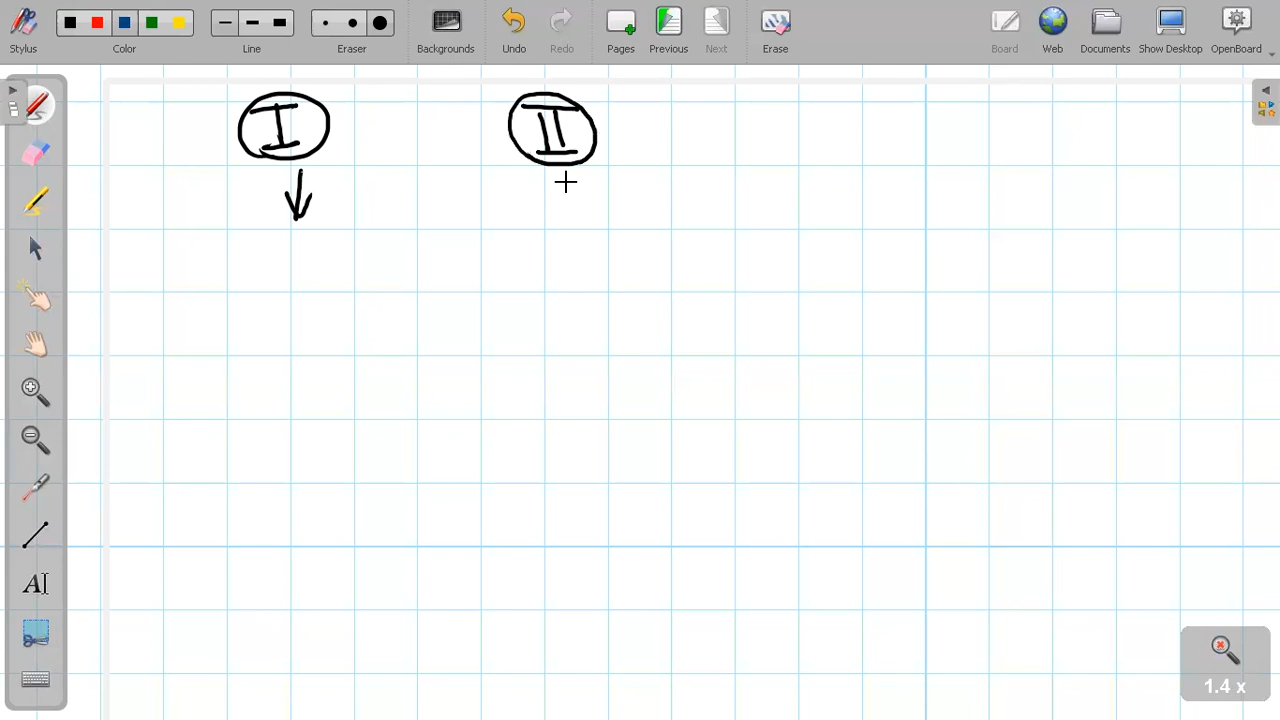 Stylus Color Line Eraser Backgrounds Undo Redo Pages Previous Next Erase Board Web Documents Show Desktop OpenBoard
I II
A
1.4 x